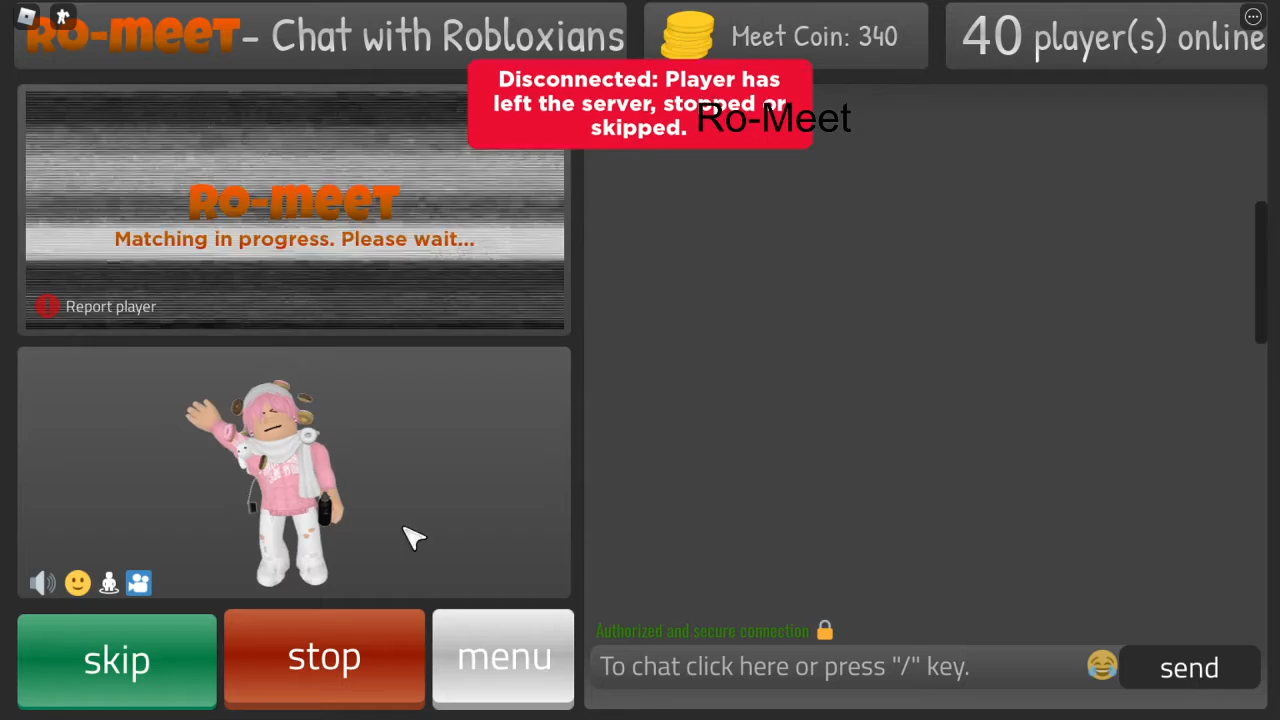 RO-MEET - Chat with Robloxians
Meet Coin: 340
40 player(s) online
Disconnected: Player has
left the server, stopped or
skipped.
Ro-Meet
RO-MEET
Matching in progress. Please wait...
Report player
skip
stop
menu
Authorized and secure connection
To chat click here or press "/" key.
send